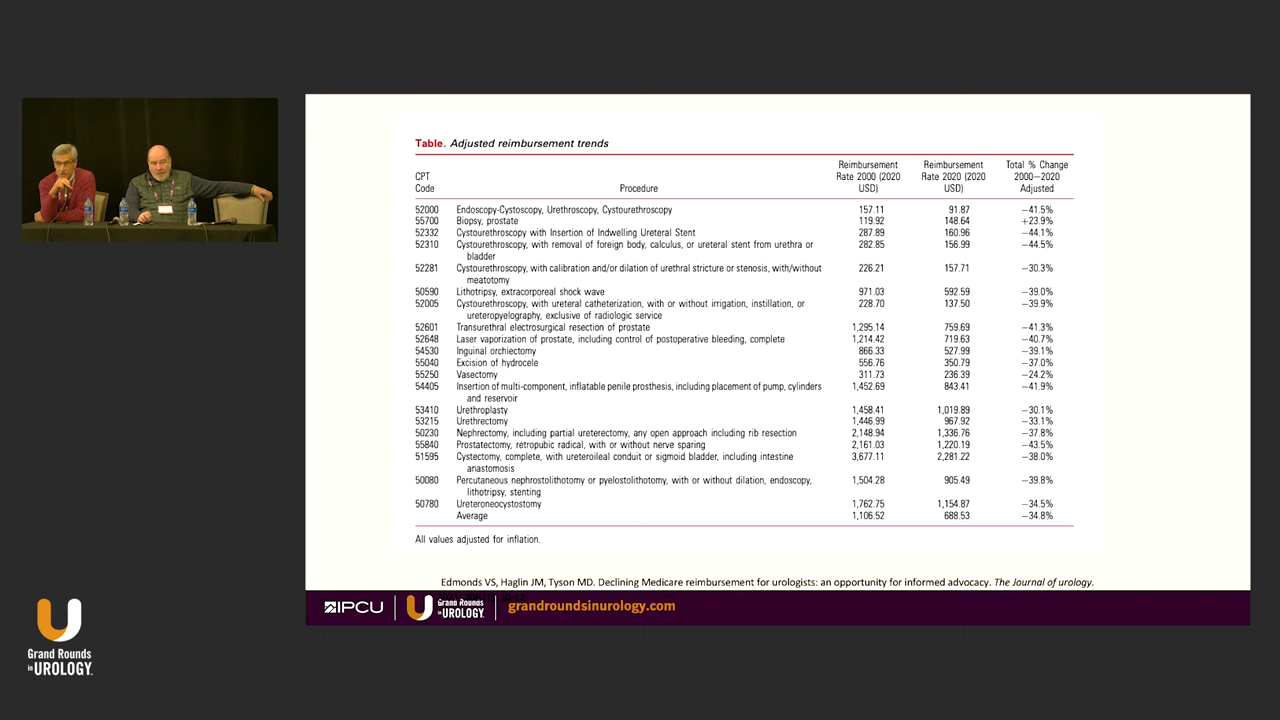 Table. Adjusted reimbursement trends
CPT Code Procedure Reimbursement Rate 2000 (2020 USD) Reimbursement Rate 2020 (2020 USD) Total % Change 2000–2020 Adjusted
52000 Endoscopy-Cystoscopy, Urethroscopy, Cystourethroscopy 157.11 91.87 −41.5%
55700 Biopsy, prostate 119.92 148.64 +23.9%
52332 Cystourethroscopy with Insertion of Indwelling Ureteral Stent 287.89 160.96 −44.1%
52310 Cystourethroscopy, with removal of foreign body, calculus, or ureteral stent from urethra or 282.85 156.99 −44.5%
bladder
52281 Cystourethroscopy, with calibration and/or dilation of urethral stricture or stenosis, with/without 226.21 157.71 −30.3%
meatotomy
50590 Lithotripsy, extracorporeal shock wave 971.03 592.59 −39.0%
52005 Cystourethroscopy, with ureteral catheterization, with or without irrigation, instillation, or 228.70 137.50 −39.9%
ureteropyelography, exclusive of radiologic service
52601 Transurethral electrosurgical resection of prostate 1,295.14 759.69 −41.3%
52648 Laser vaporization of prostate, including control of postoperative bleeding, complete 1,214.42 719.63 −40.7%
54530 Inguinal orchiectomy 866.33 527.99 −39.1%
55040 Excision of hydrocele 556.76 350.79 −37.0%
55250 Vasectomy 311.73 236.39 −24.2%
54405 Insertion of multi-component, inflatable penile prosthesis, including placement of pump, cylinders 1,452.69 843.41 −41.9%
and reservoir
53410 Urethroplasty 1,458.41 1,019.89 −30.1%
53215 Urethrectomy 1,446.99 967.92 −33.1%
50230 Nephrectomy, including partial ureterectomy, any open approach including rib resection 2,148.94 1,336.76 −37.8%
55840 Prostatectomy, retropubic radical, with or without nerve sparing 2,161.03 1,220.19 −43.5%
51595 Cystectomy, complete, with ureteroileal conduit or sigmoid bladder, including intestine 3,677.11 2,281.22 −38.0%
anastomosis
50080 Percutaneous nephrostolithotomy or pyelostolithotomy, with or without dilation, endoscopy, 1,504.28 905.49 −39.8%
lithotripsy, stenting
50780 Ureteroneocystostomy 1,762.75 1,154.87 −34.5%
Average 1,106.52 688.53 −34.8%
All values adjusted for inflation.
Edmonds VS, Haglin JM, Tyson MD. Declining Medicare reimbursement for urologists: an opportunity for informed advocacy. The Journal of urology.
IPCU
Grand Rounds
in UROLOGY
grandroundsinurology.com
Grand Rounds
in UROLOGY